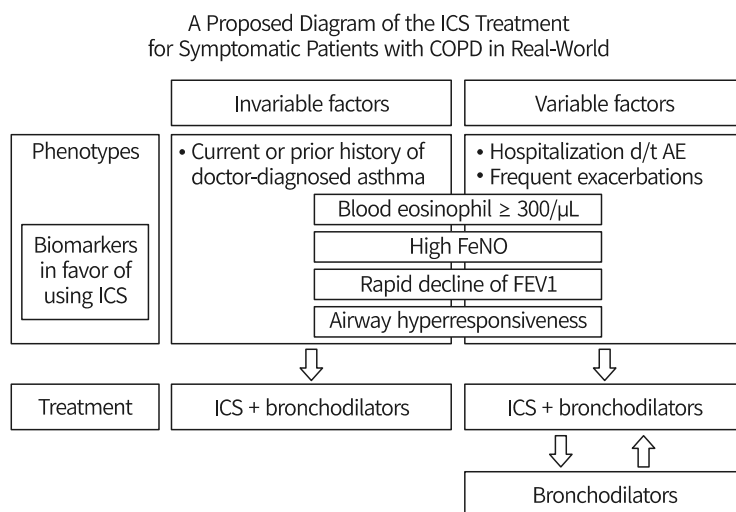 A Proposed Diagram of the ICS Treatment
for Symptomatic Patients with COPD in Real-World
Invariable factors
Variable factors
Phenotypes
• Current or prior history of
doctor-diagnosed asthma
• Hospitalization d/t AE
• Frequent exacerbations
Biomarkers
in favor of
using ICS
Blood eosinophil ≥ 300/μL
High FeNO
Rapid decline of FEV1
Airway hyperresponsiveness
Treatment
ICS + bronchodilators
ICS + bronchodilators
Bronchodilators